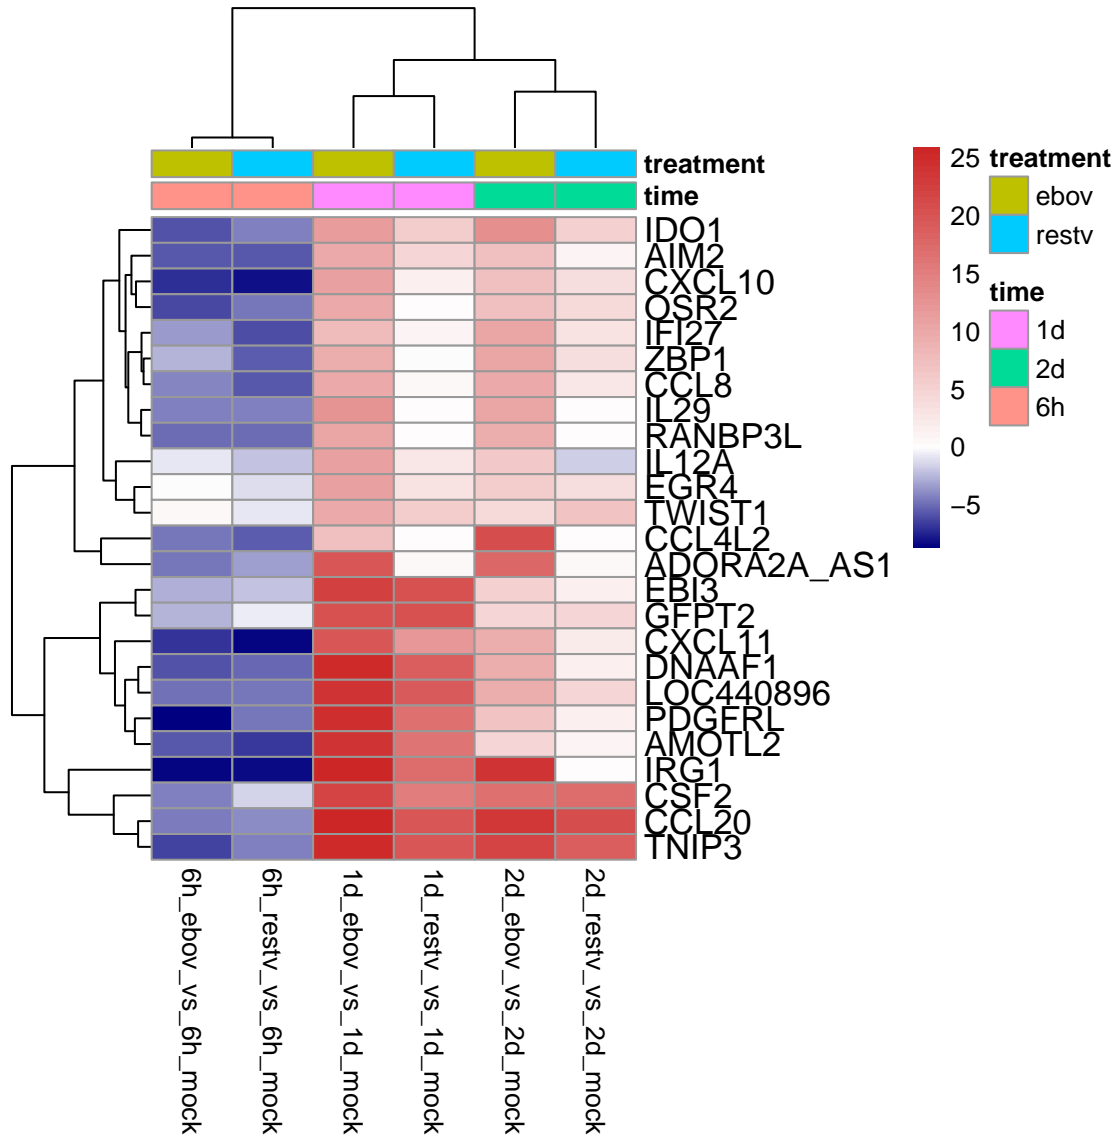 treatment
time
IDO1
AIM2
CXCL10
OSR2
IFI27
ZBP1
CCL8
IL29
RANBP3L
IL12A
EGR4
TWIST1
CCL4L2
ADORA2A_AS1
EBI3
GFPT2
CXCL11
DNAAF1
LOC440896
PDGFRL
AMOTL2
IRG1
CSF2
CCL20
TNIP3
6h_ebov_vs_6h_mock
6h_restv_vs_6h_mock
1d_ebov_vs_1d_mock
1d_restv_vs_1d_mock
2d_ebov_vs_2d_mock
2d_restv_vs_2d_mock
25
20
15
10
5
0
−5
treatment
ebov
restv
time
1d
2d
6h